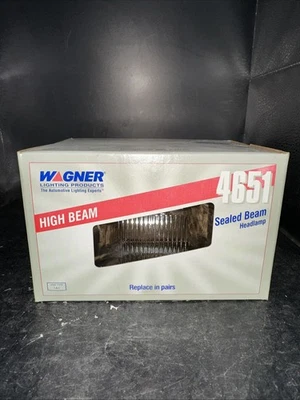 WAGNER
LIGHTING PRODUCTS
The Automotive Lighting Experts
HIGH BEAM
4651
Sealed Beam
Headlamp
Replace in pairs